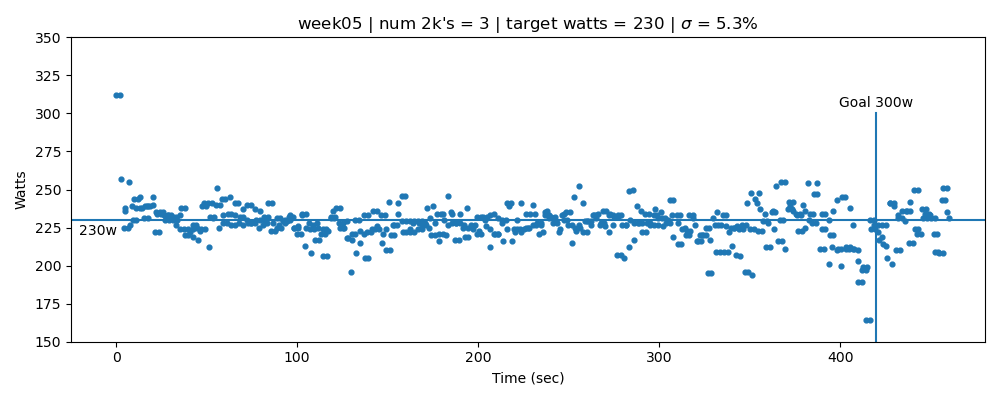 week05 | num 2k's = 3 | target watts = 230 | σ = 5.3%
350
325
300
275
250
225
200
175
150
Watts
Goal 300w
230w
0
100
200
300
400
Time (sec)